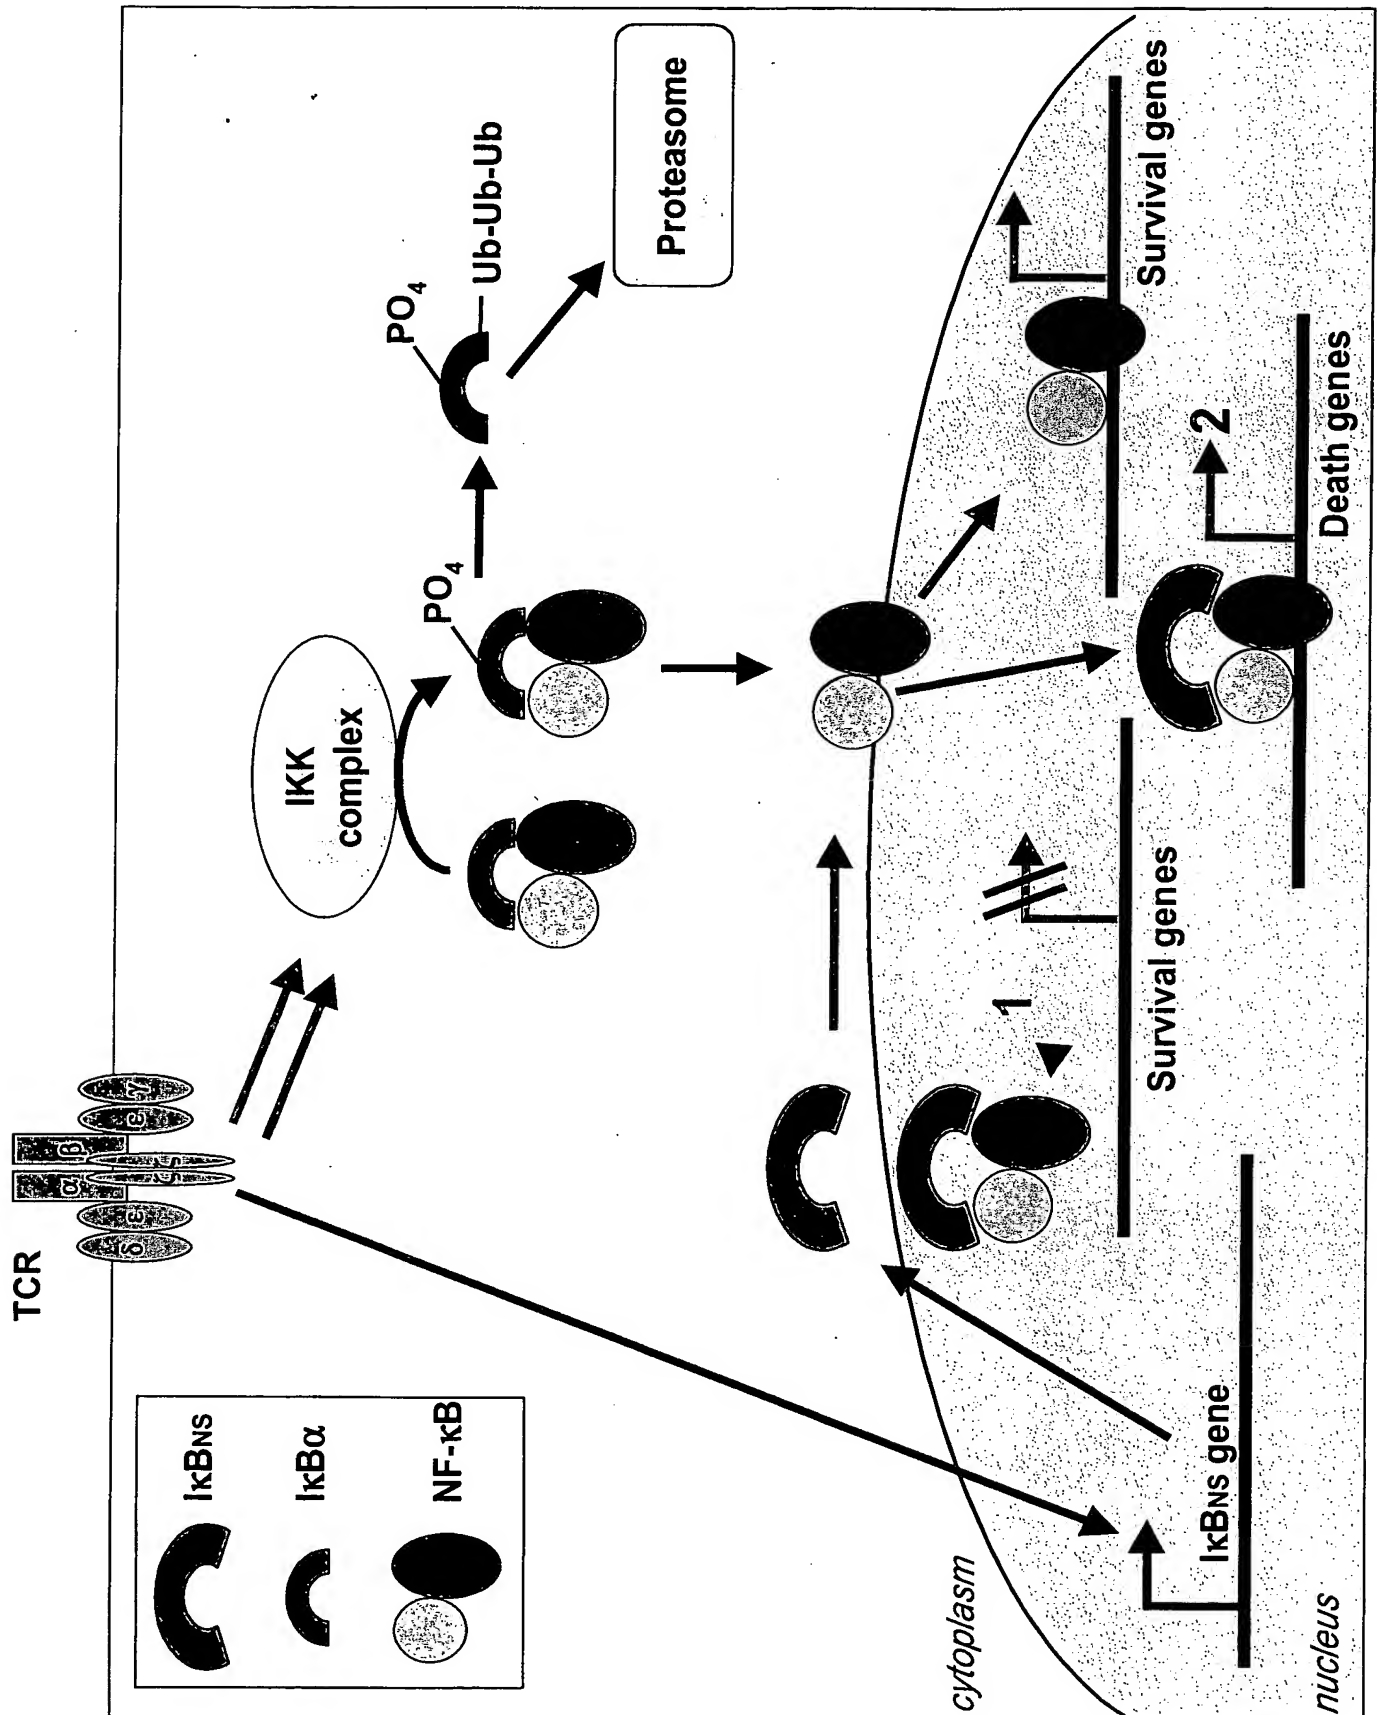 TCR
δ
ε
α
β
ε
γ
IκBNS
IκBα
NF-κB
IKK
complex
PO4
PO4
Ub-Ub-Ub
Proteasome
cytoplasm
nucleus
IκBNS gene
1
Survival genes
2
Death genes
Survival genes